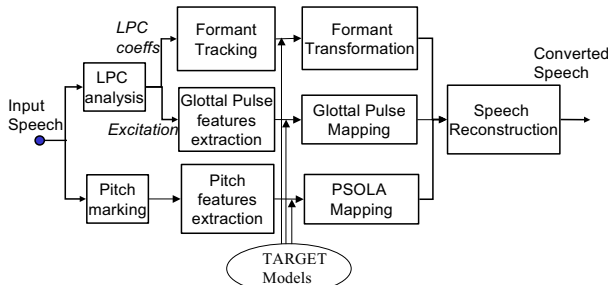 LPC
coeffs
Formant
Tracking
Formant
Transformation
Converted
Speech
LPC
analysis
Input
Speech
Excitation
Glottal Pulse
features
extraction
Glottal Pulse
Mapping
Speech
Reconstruction
Pitch
marking
Pitch
features
extraction
PSOLA
Mapping
TARGET
Models